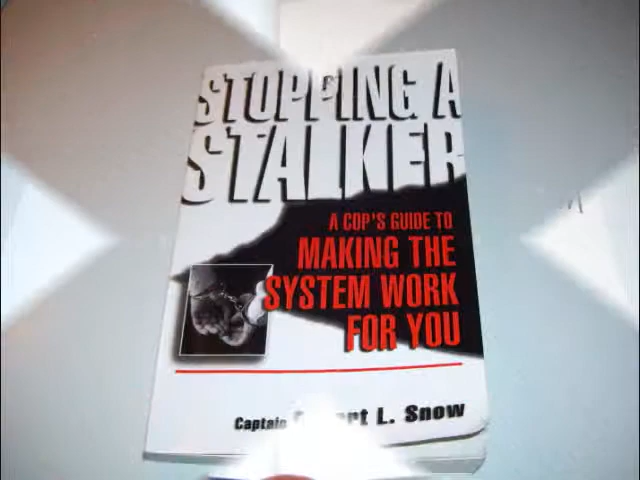 STOPPING A
STALKER
A COP'S GUIDE TO
MAKING THE
SYSTEM WORK
FOR YOU
Captain L. Snow